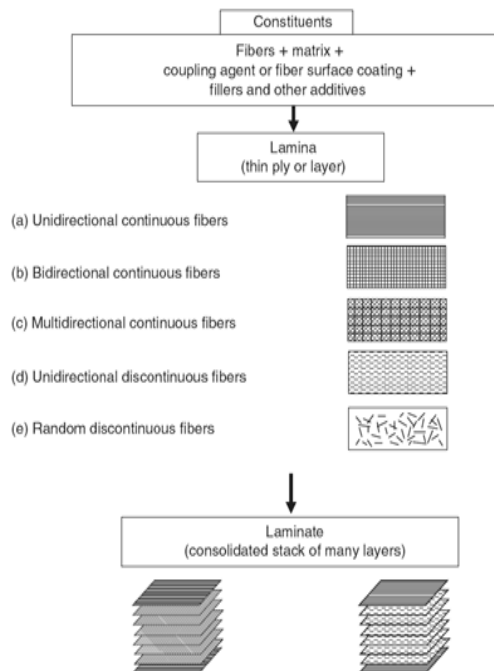 Constituents
Fibers + matrix +
coupling agent or fiber surface coating +
fillers and other additives
Lamina
(thin ply or layer)
(a) Unidirectional continuous fibers
(b) Bidirectional continuous fibers
(c) Multidirectional continuous fibers
(d) Unidirectional discontinuous fibers
(e) Random discontinuous fibers
Laminate
(consolidated stack of many layers)